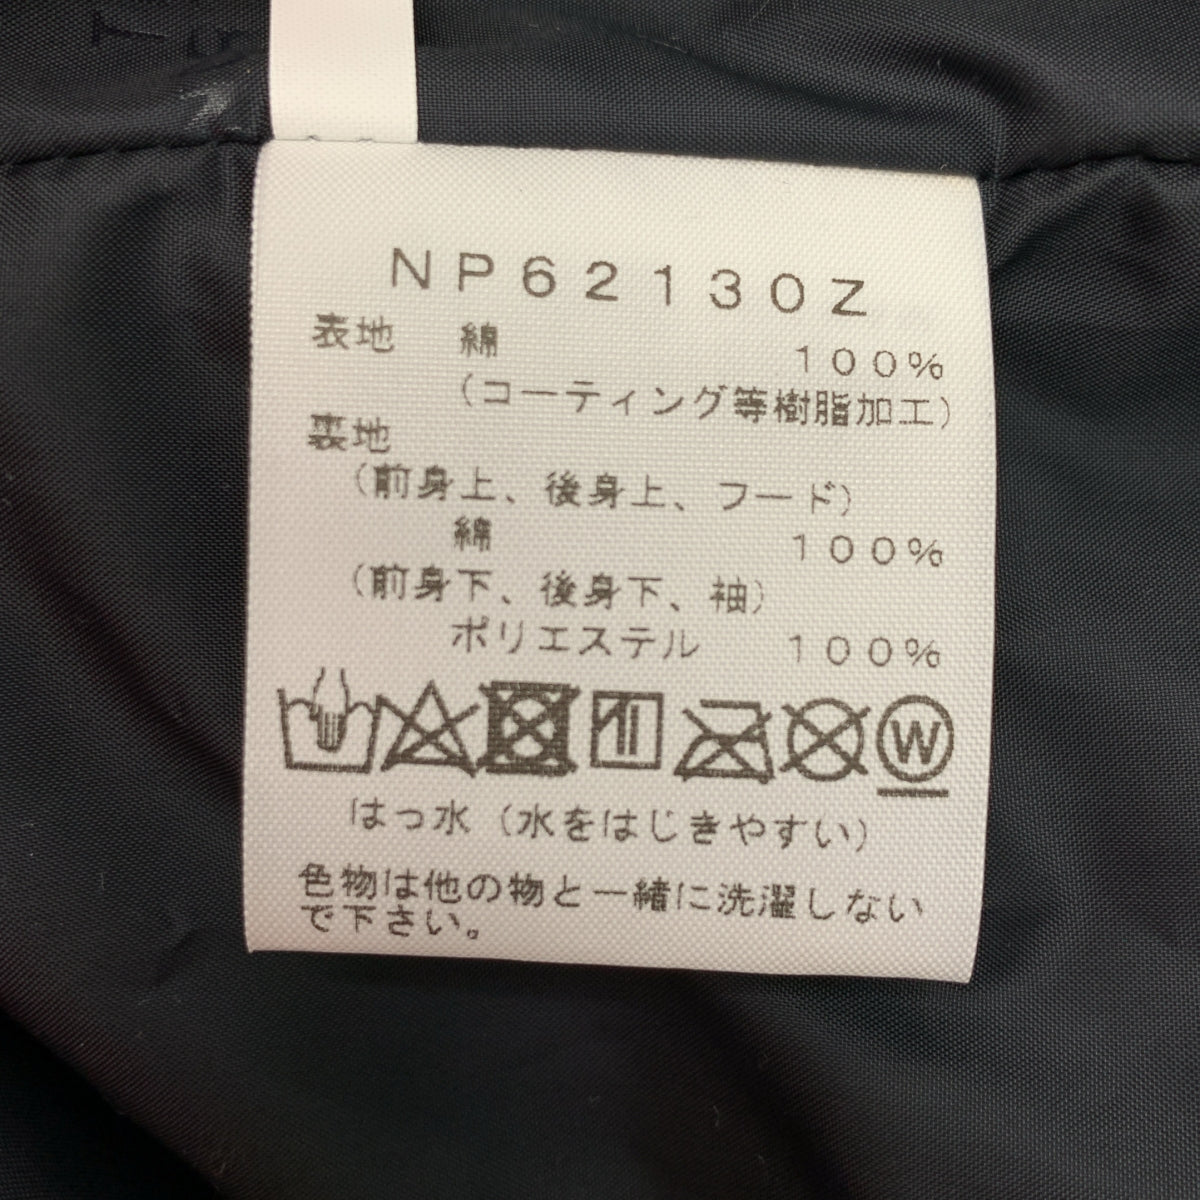 NP62130Z
表地 綿 100%
(コーティング等樹脂加工)
裏地
(前身上、後身上、フード)
綿 100%
(前身下、後身下、袖)
ポリエステル 100%
W
はっ水(水をはじきやすい)
色物は他の物と一緒に洗濯しない
で下さい。